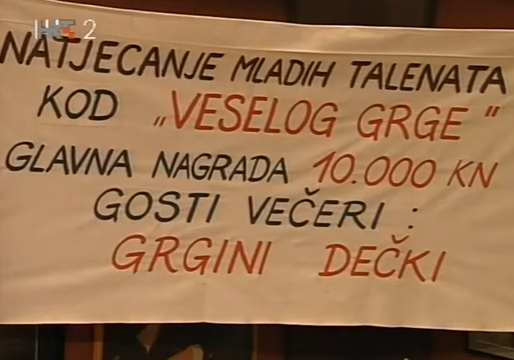 HRT 2
NATJECANJE MLADIH TALENATA
KOD „VESELOG GRGE"
GLAVNA NAGRADA 10.000 KN
GOSTI VEČERI :
GRGINI DEČKI